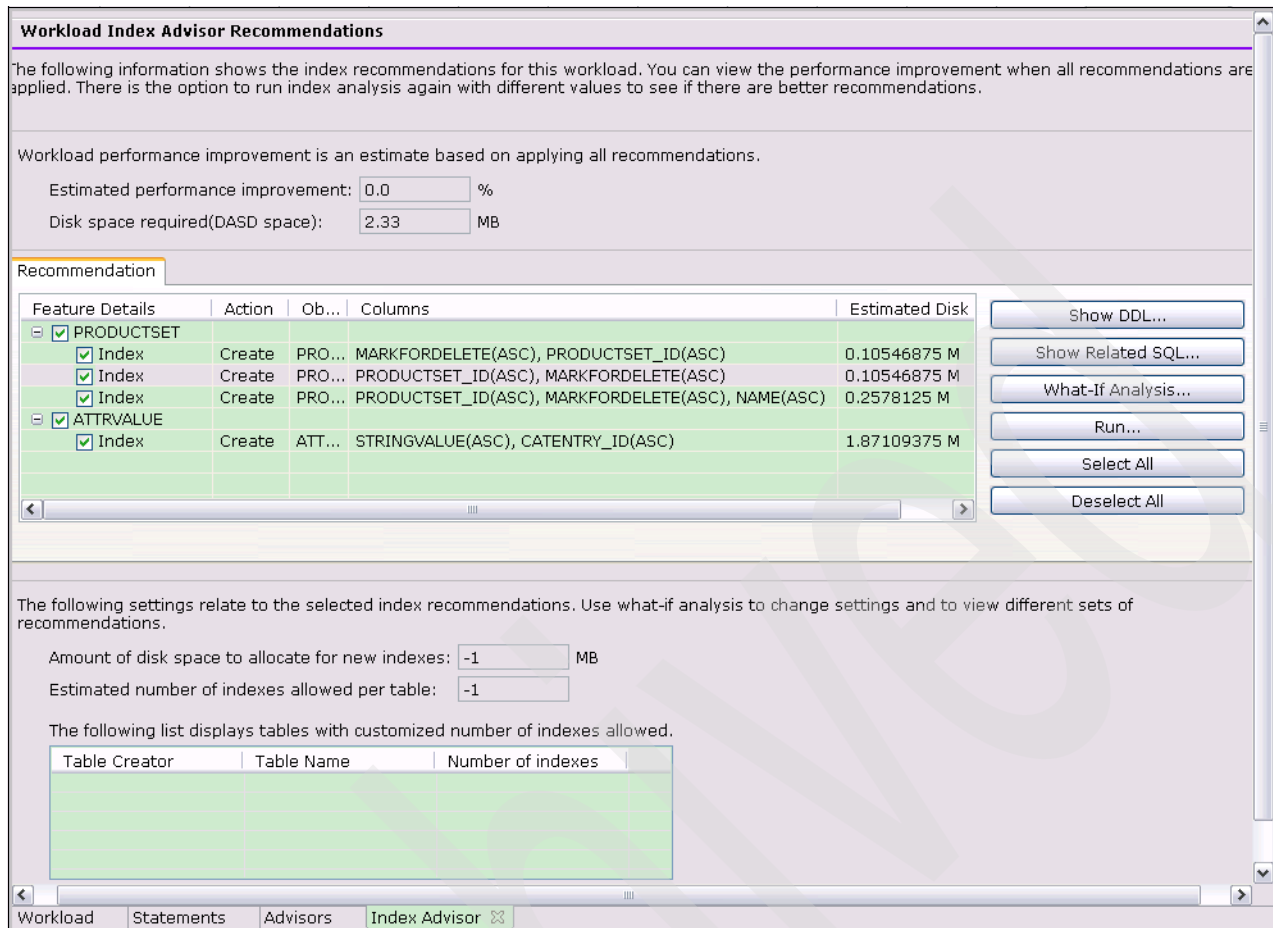 Workload Index Advisor Recommendations
The following information shows the index recommendations for this workload. You can view the performance improvement when all recommendations are
applied. There is the option to run index analysis again with different values to see if there are better recommendations.
Workload performance improvement is an estimate based on applying all recommendations.
Estimated performance improvement: 0.0 %
Disk space required(DASD space): 2.33 MB
Recommendation
Feature Details Action Ob... Columns Estimated Disk
PRODUCTSET
Index Create PRO... MARKFORDELETE(ASC), PRODUCTSET_ID(ASC) 0.10546875 M
Index Create PRO... PRODUCTSET_ID(ASC), MARKFORDELETE(ASC) 0.10546875 M
Index Create PRO... PRODUCTSET_ID(ASC), MARKFORDELETE(ASC), NAME(ASC) 0.2578125 M
ATTRVALUE
Index Create ATT... STRINGVALUE(ASC), CATENTRY_ID(ASC) 1.87109375 M
Show DDL...
Show Related SQL...
What-If Analysis...
Run...
Select All
Deselect All
The following settings relate to the selected index recommendations. Use what-if analysis to change settings and to view different sets of
recommendations.
Amount of disk space to allocate for new indexes: -1 MB
Estimated number of indexes allowed per table: -1
The following list displays tables with customized number of indexes allowed.
Table Creator Table Name Number of indexes
Workload Statements Advisors Index Advisor